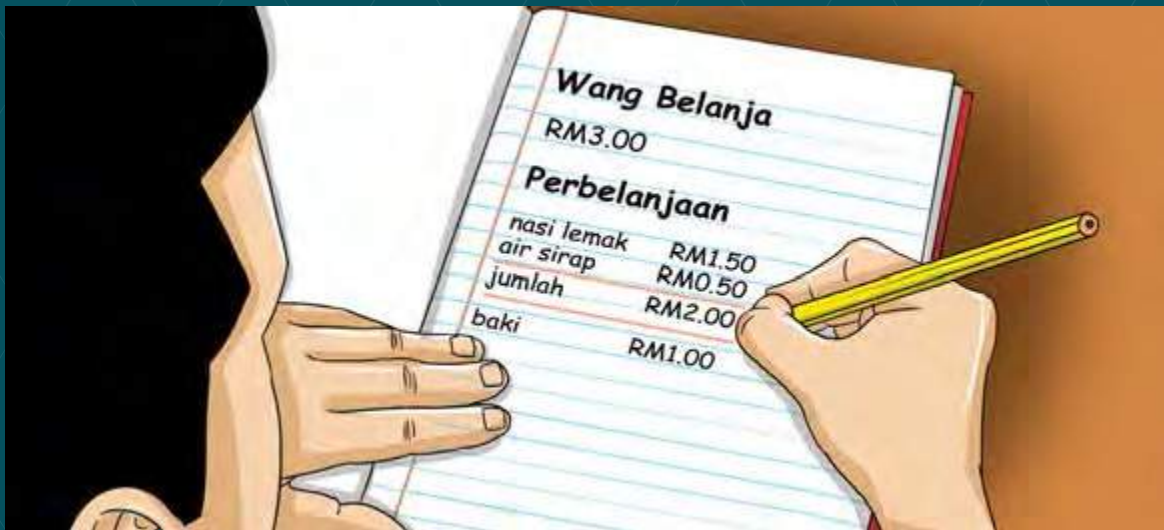 Wang Belanja
RM3.00
Perbelanjaan
nasi lemak RM1.50
air sirap RM0.50
jumlah RM2.00
baki RM1.00